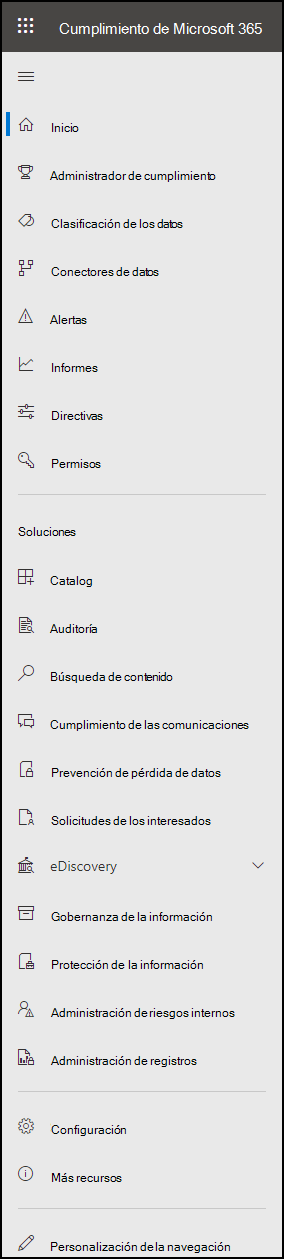 Cumplimiento de Microsoft 365
Inicio
Administrador de cumplimiento
Clasificación de los datos
Conectores de datos
Alertas
Informes
Directivas
Permisos
Soluciones
Catalog
Auditoría
Búsqueda de contenido
Cumplimiento de las comunicaciones
Prevención de pérdida de datos
Solicitudes de los interesados
eDiscovery
Gobernanza de la información
Protección de la información
Administración de riesgos internos
Administración de registros
Configuración
Más recursos
Personalización de la navegación